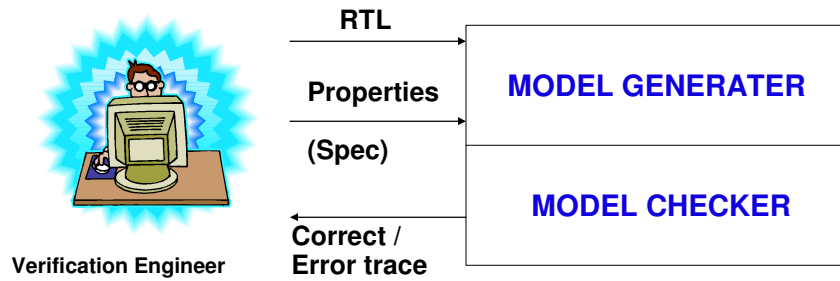 RTL
Properties
(Spec)
MODEL GENERATER
MODEL CHECKER
Correct /
Error trace
Verification Engineer